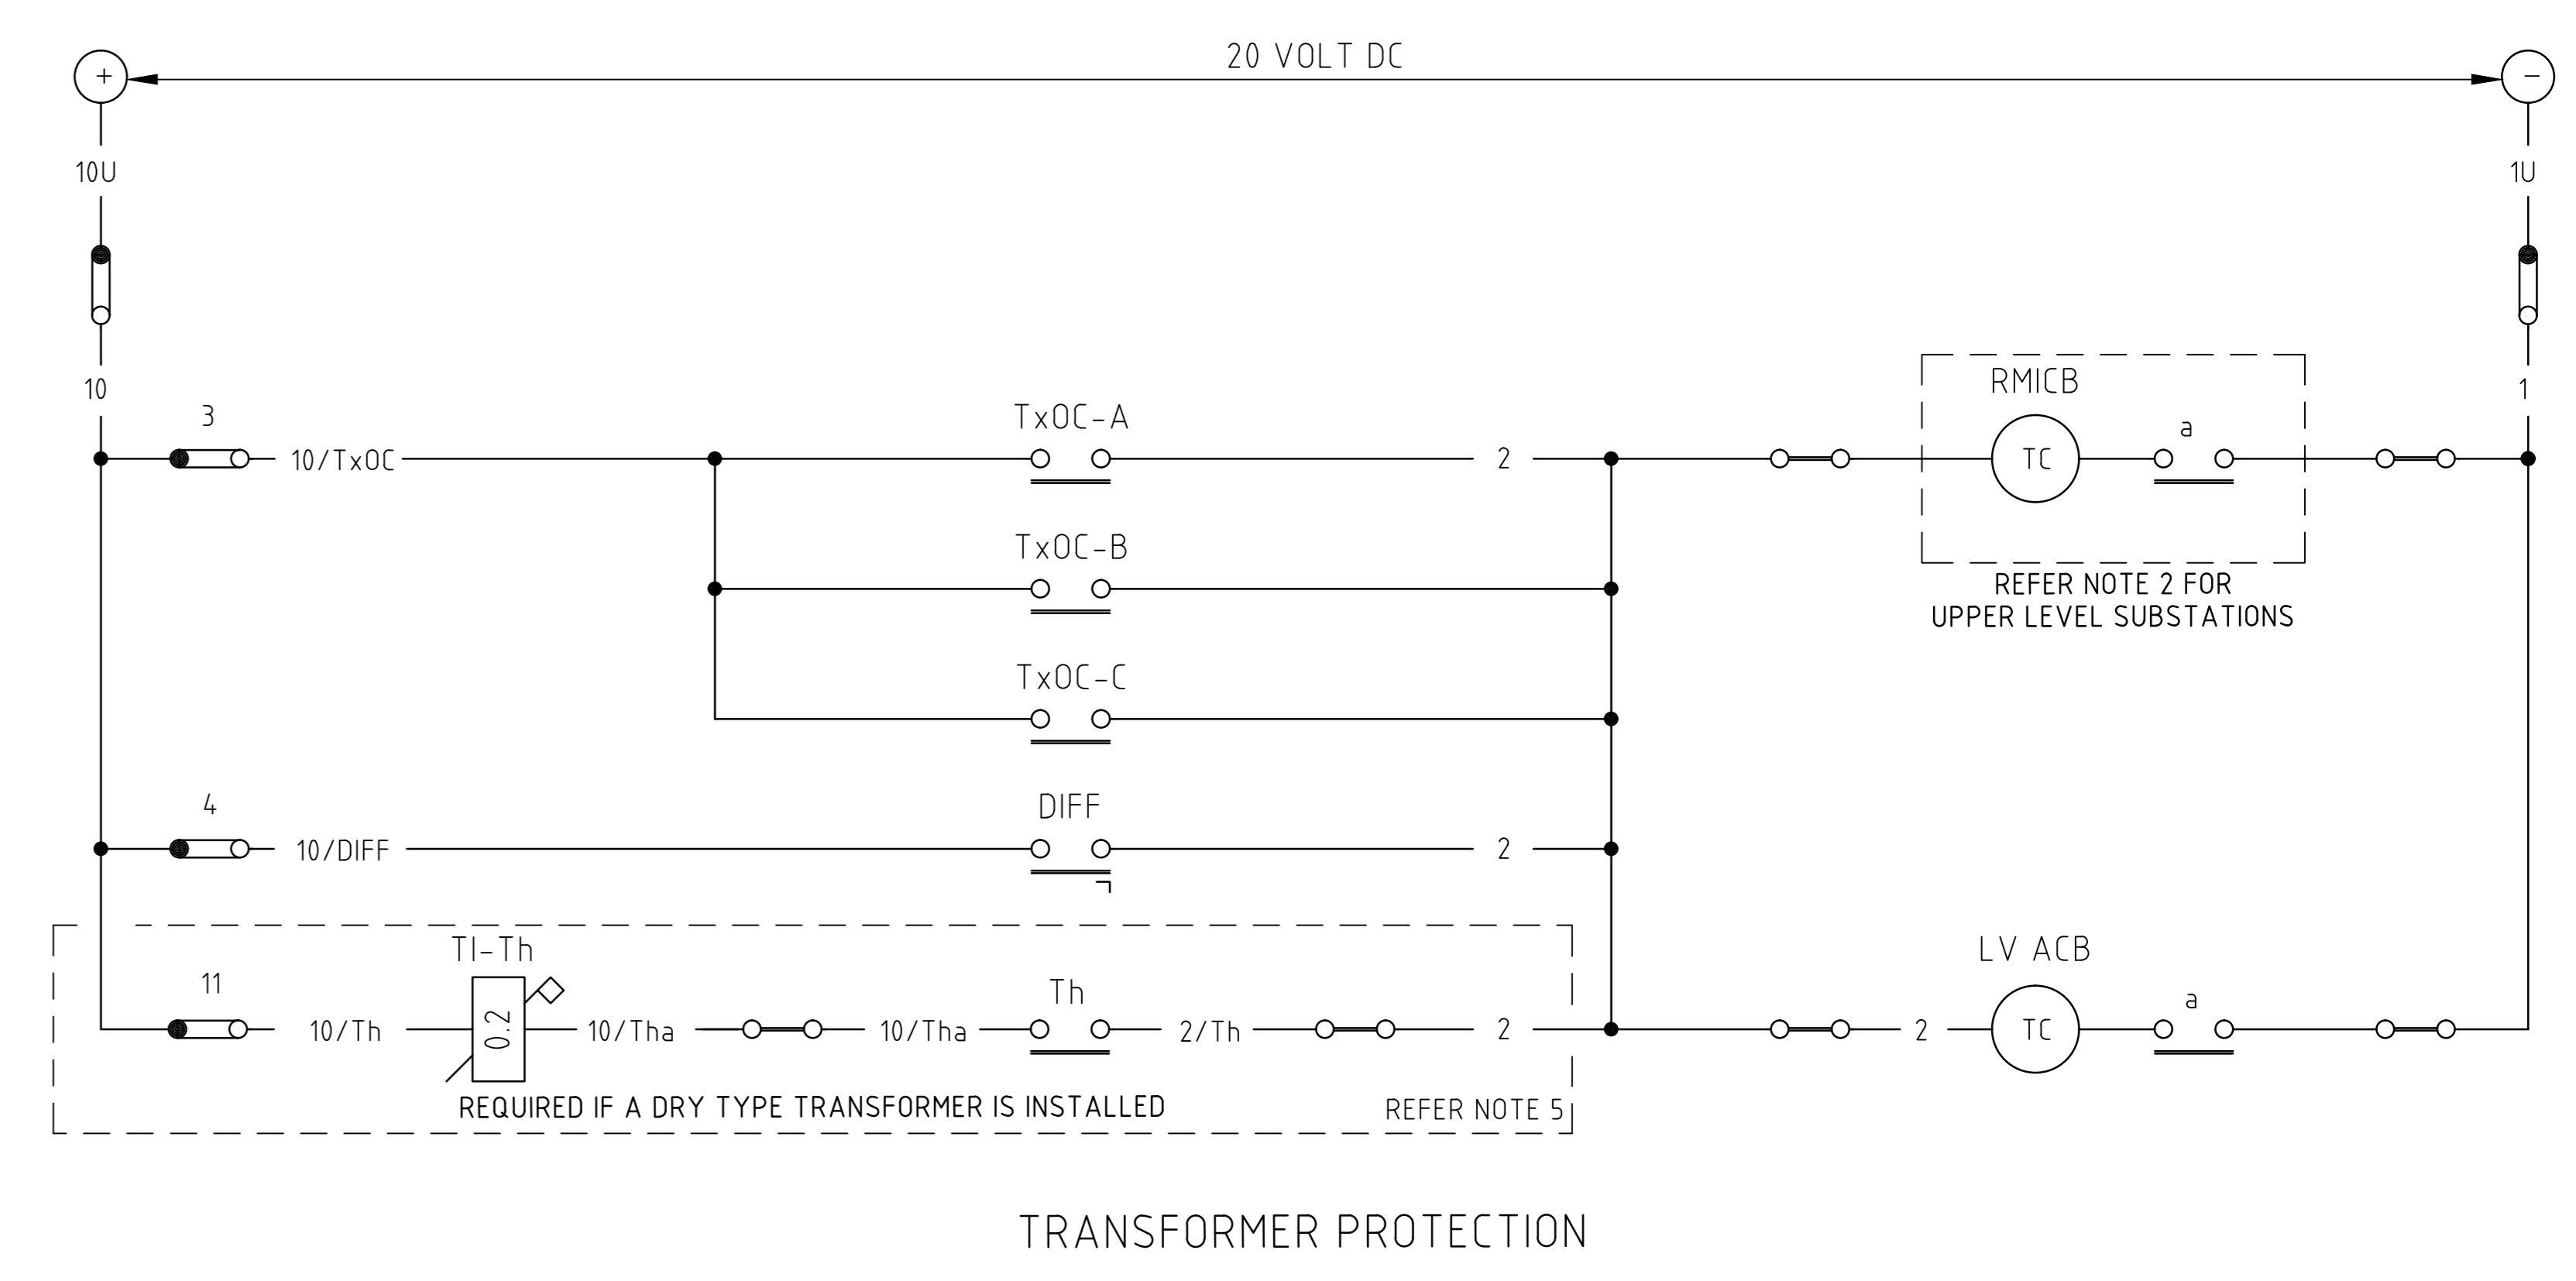 20 VOLT DC
+
−
10U
1U
10
1
3
10/TxOC
TxOC-A
2
RMICB
TC
a
TxOC-B
REFER NOTE 2 FOR
UPPER LEVEL SUBSTATIONS
TxOC-C
4
10/DIFF
DIFF
2
11
TI-Th
10/Th
0.2
10/Tha
10/Tha
Th
2/Th
2
LV ACB
2
TC
a
REQUIRED IF A DRY TYPE TRANSFORMER IS INSTALLED
REFER NOTE 5
TRANSFORMER PROTECTION